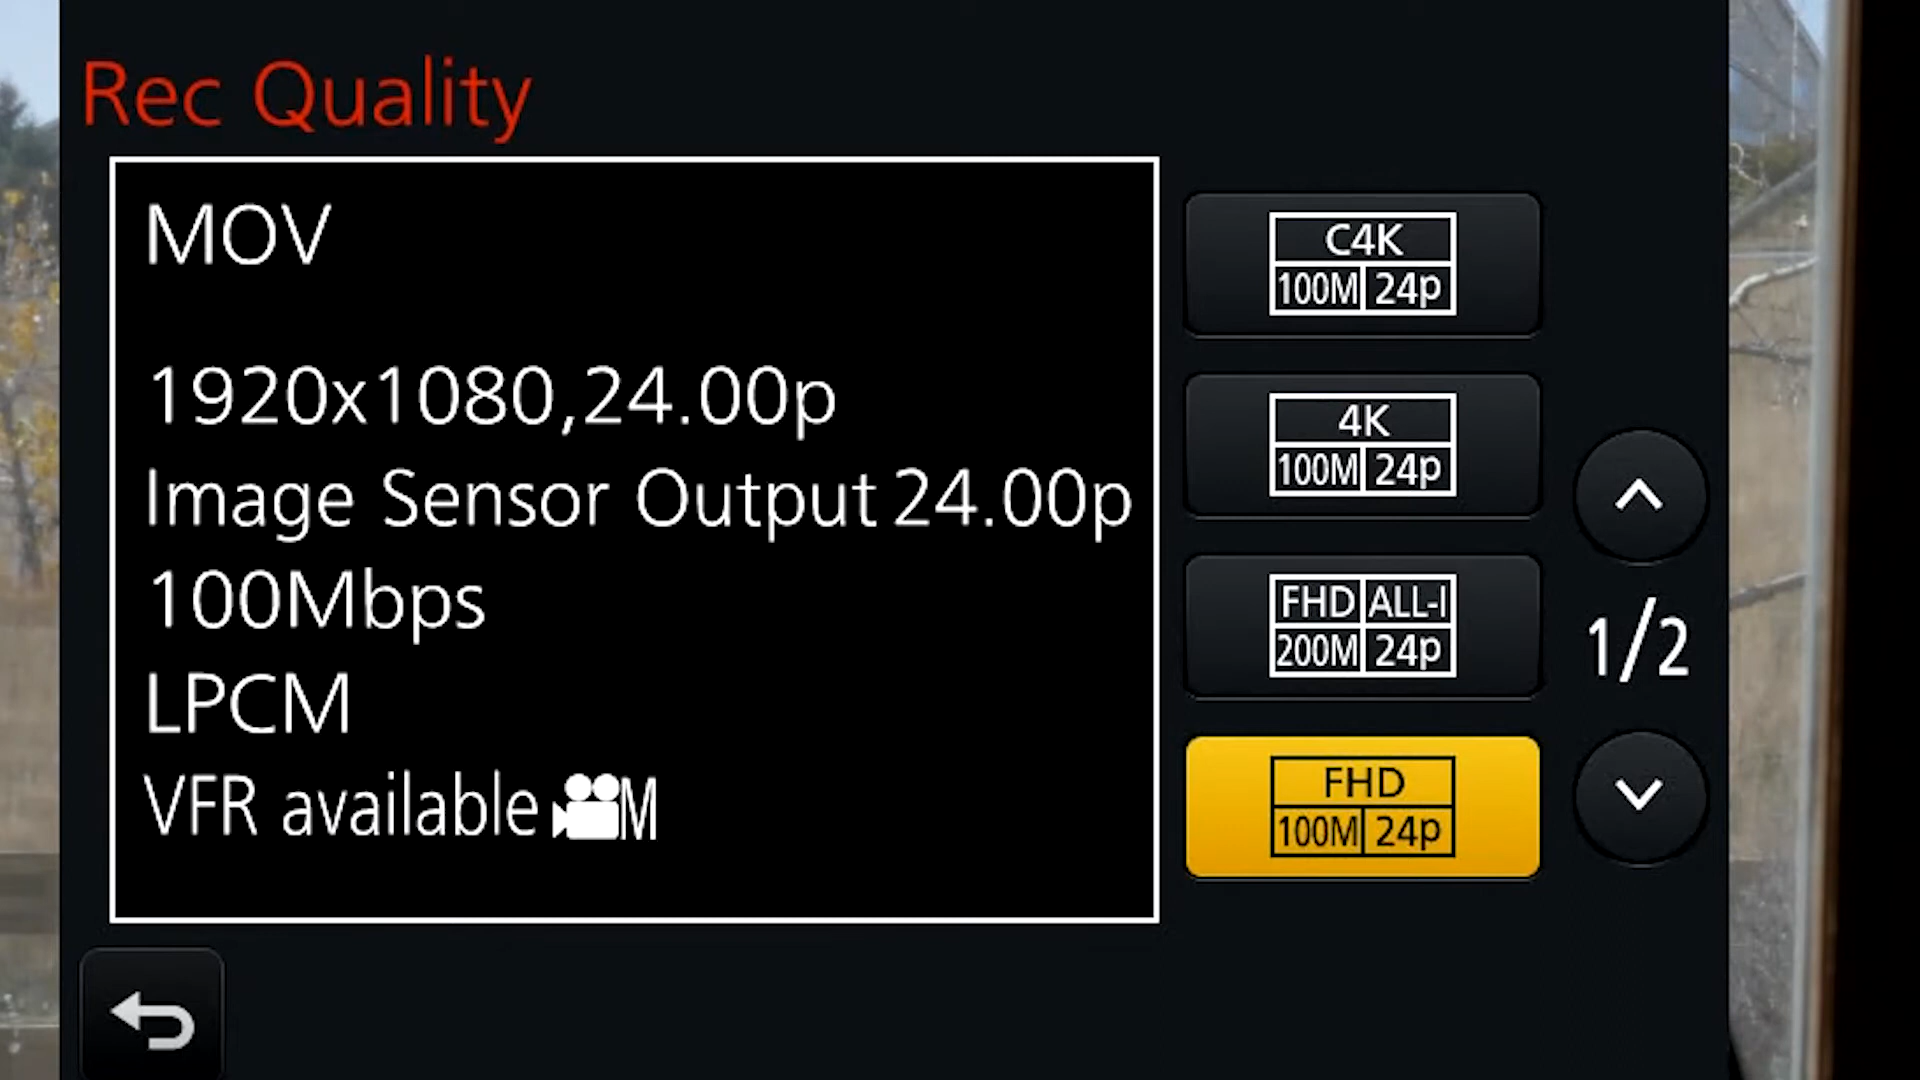 Rec Quality
MOV
1920x1080,24.00p
Image Sensor Output 24.00p
100Mbps
LPCM
VFR available M
C4K
100M 24p
4K
100M 24p
FHD ALL-I
200M 24p
FHD
100M 24p
1/2